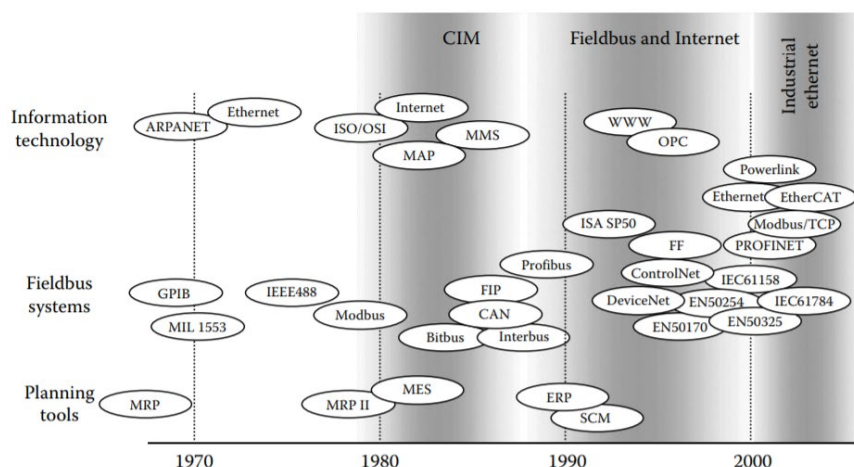 CIM
Fieldbus and Internet
Industrial
ethernet
Information
technology
ARPANET
Ethernet
ISO/OSI
Internet
MAP
MMS
WWW
OPC
Powerlink
Ethernet
EtherCAT
Modbus/TCP
PROFINET
Fieldbus
systems
GPIB
MIL 1553
IEEE488
Modbus
Bitbus
FIP
CAN
Interbus
Profibus
ISA SP50
FF
ControlNet
DeviceNet
IEC61158
EN50254
IEC61784
EN50170
EN50325
Planning
tools
MRP
MRP II
MES
ERP
SCM
1970
1980
1990
2000